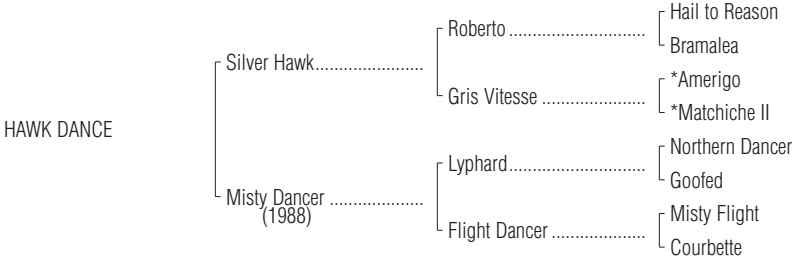 Hail to Reason
Roberto ..............................
Bramalea
Silver Hawk.......................
*Amerigo
Gris Vitesse ......................
*Matchiche II
HAWK DANCE
Northern Dancer
Lyphard.............................
Goofed
Misty Dancer ....................
(1988)
Misty Flight
Flight Dancer ....................
Courbette